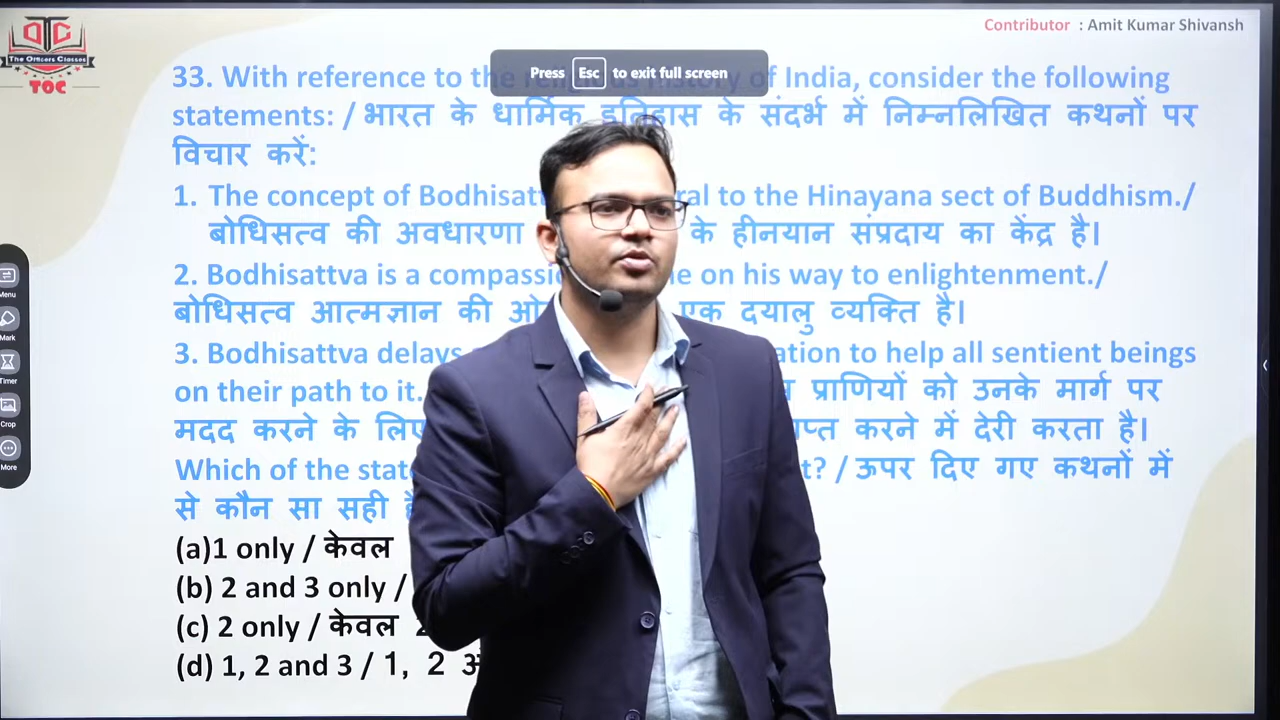 Contributor : Amit Kumar Shivansh
The Officers Classes
TOC
Press Esc to exit full screen
33. With reference to the religious history of India, consider the following
statements: / भारत के धार्मिक इतिहास के संदर्भ में निम्नलिखित कथनों पर
विचार करें:
1. The concept of to the Hinayana sect of Buddhism./
बोधिसत्व की अवधारणा के हीनयान संप्रदाय का केंद्र है।
2. Bodhisattva is a on his way to enlightenment./
बोधिसत्व आत्मज्ञान की एक दयालु व्यक्ति है।
3. Bodhisattva delays to help all sentient beings
on their path to it. प्राणियों को उनके मार्ग पर
मदद करने के करने में देरी करता है।
Which of the / ऊपर दिए गए कथनों में
से कौन सा सही
(a)1 only / केवल
(b) 2 and 3 only /
(c) 2 only / केवल 2
(d) 1, 2 and 3 / 1, 2
Menu
Mark
Timer
Crop
More